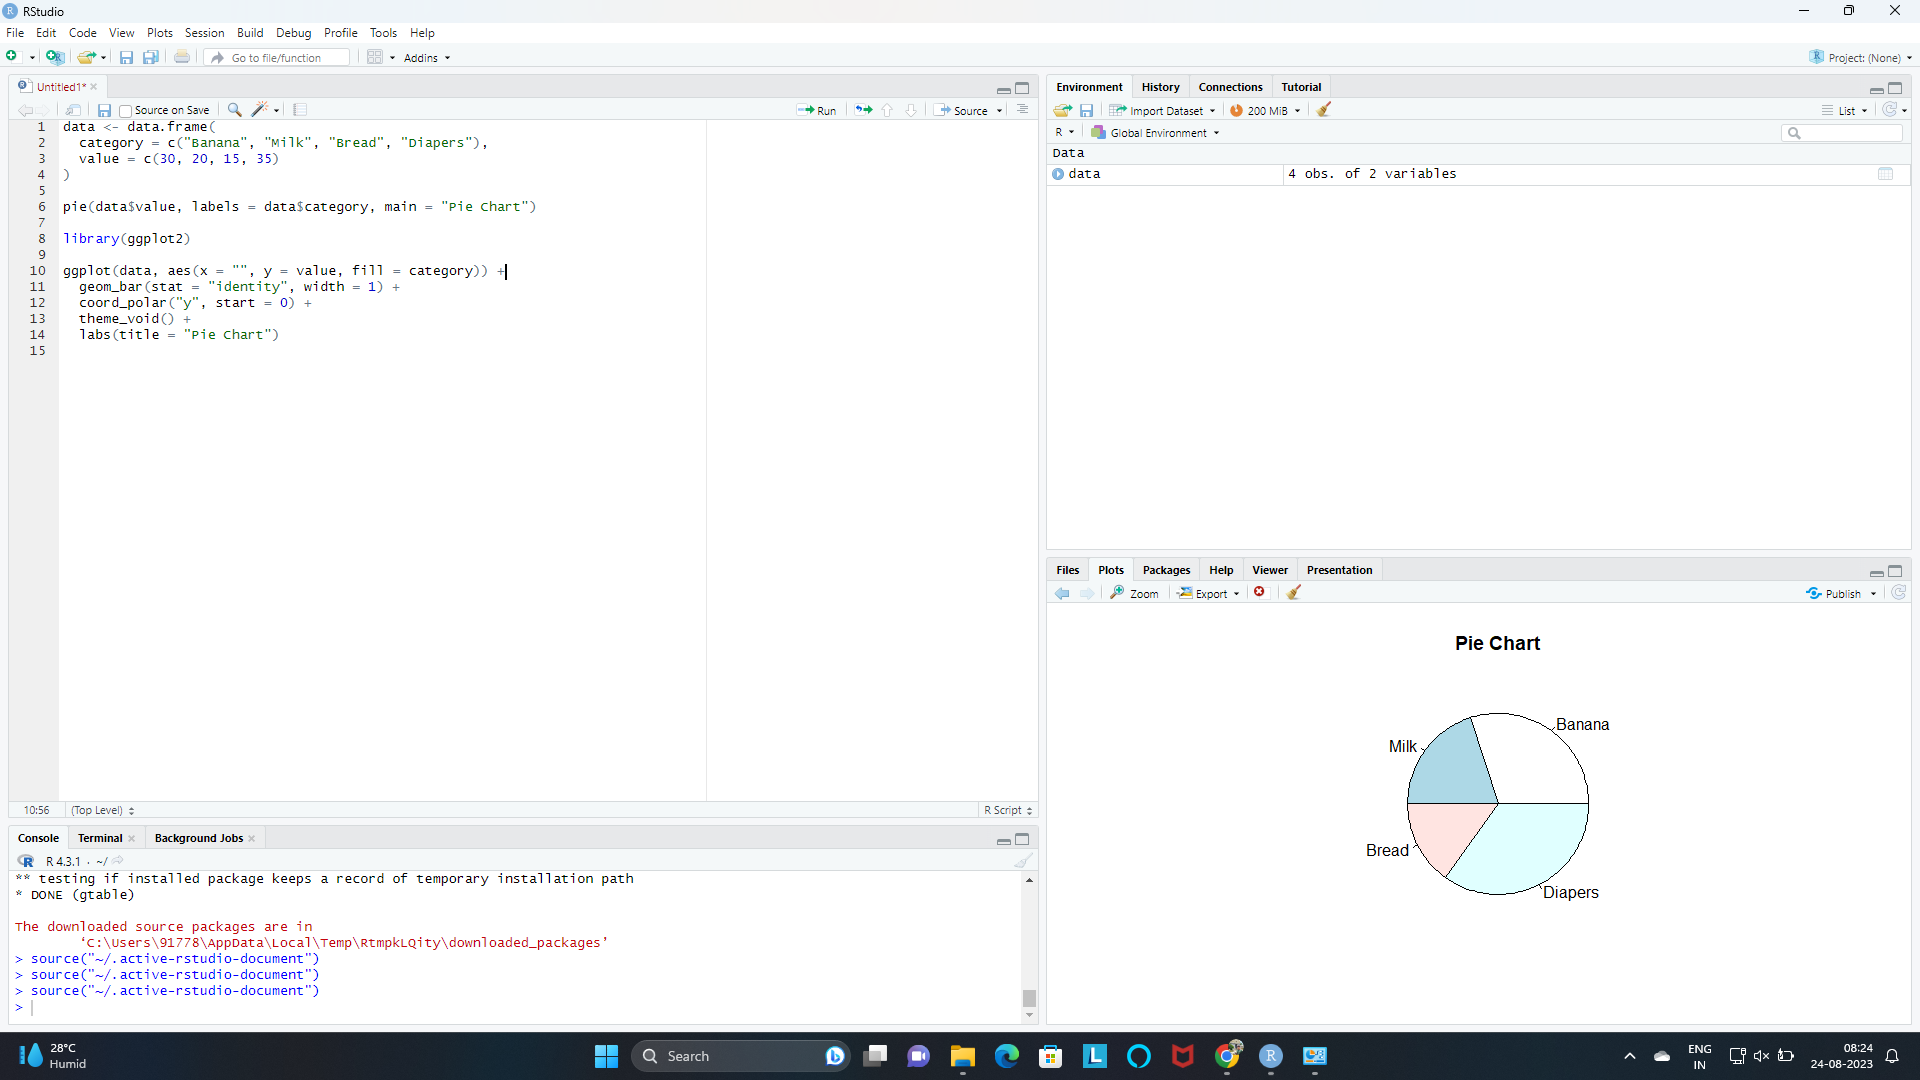 RStudio
File Edit Code View Plots Session Build Debug Profile Tools Help
Go to file/function Addins Project: (None)
Untitled1*
Source on Save Run Source
1 data <- data.frame(
2 category = c("Banana", "Milk", "Bread", "Diapers"),
3 value = c(30, 20, 15, 35)
4 )
5
6 pie(data$value, labels = data$category, main = "Pie Chart")
7
8 library(ggplot2)
9
10 ggplot(data, aes(x = "", y = value, fill = category)) +
11 geom_bar(stat = "identity", width = 1) +
12 coord_polar("y", start = 0) +
13 theme_void() +
14 labs(title = "Pie Chart")
15
10:56 (Top Level) R Script
Console Terminal Background Jobs
R 4.3.1 · ~/
** testing if installed package keeps a record of temporary installation path
* DONE (gtable)
The downloaded source packages are in
‘C:\Users\91778\AppData\Local\Temp\RtmpkLQity\downloaded_packages’
> source("~/.active-rstudio-document")
> source("~/.active-rstudio-document")
> source("~/.active-rstudio-document")
>
Environment History Connections Tutorial
Import Dataset 200 MiB List
R Global Environment
Data
data 4 obs. of 2 variables
Files Plots Packages Help Viewer Presentation
Zoom Export Publish
Pie Chart
Banana
Milk
Bread
Diapers
28°C
Humid
Search
ENG
IN
08:24
24-08-2023